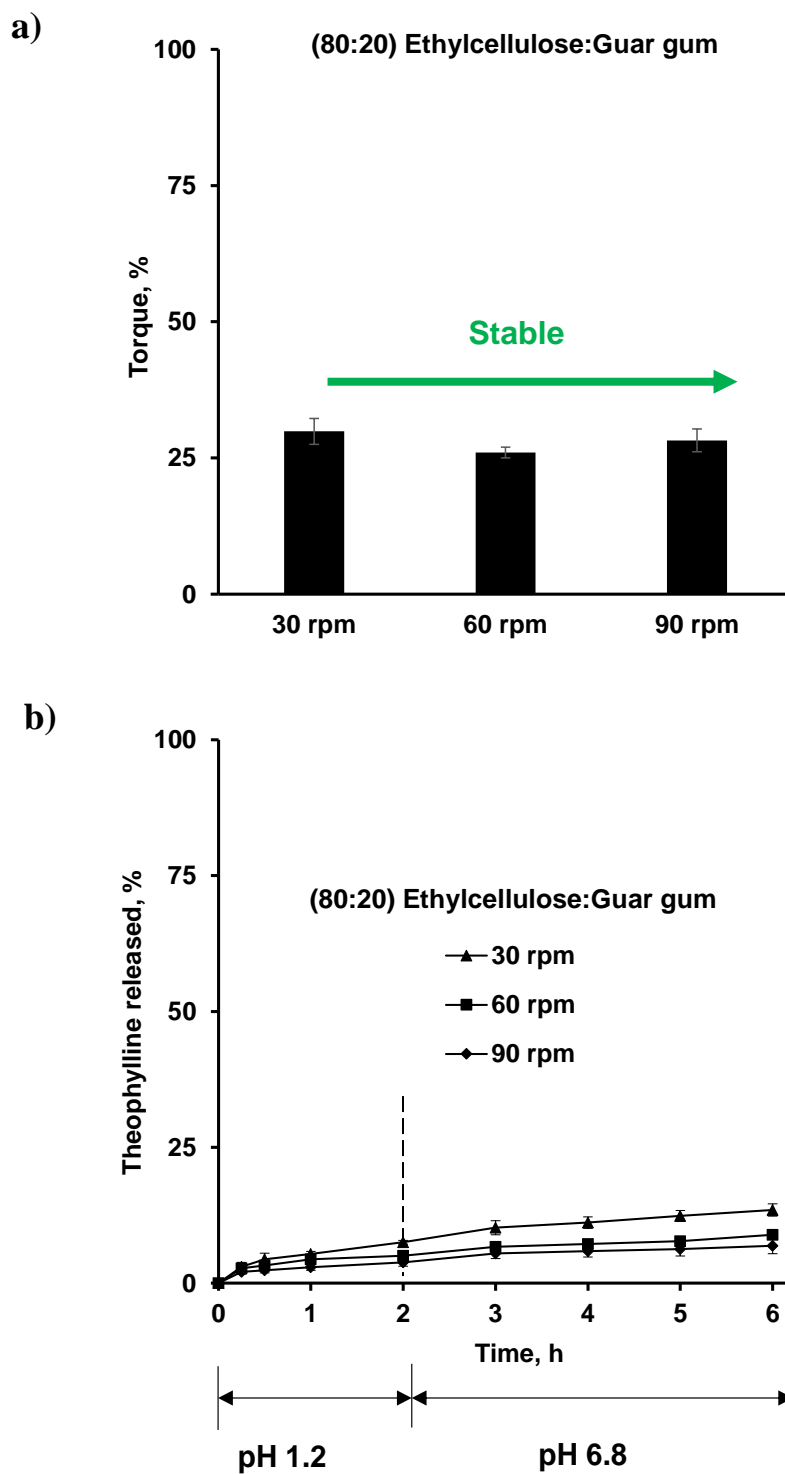 a)
(80:20) Ethylcellulose:Guar gum
100
75
50
25
0
Torque, %
Stable
30 rpm 60 rpm 90 rpm
b)
100
75
50
25
0
Theophylline released, %
(80:20) Ethylcellulose:Guar gum
30 rpm
60 rpm
90 rpm
0 1 2 3 4 5 6
Time, h
pH 1.2 pH 6.8